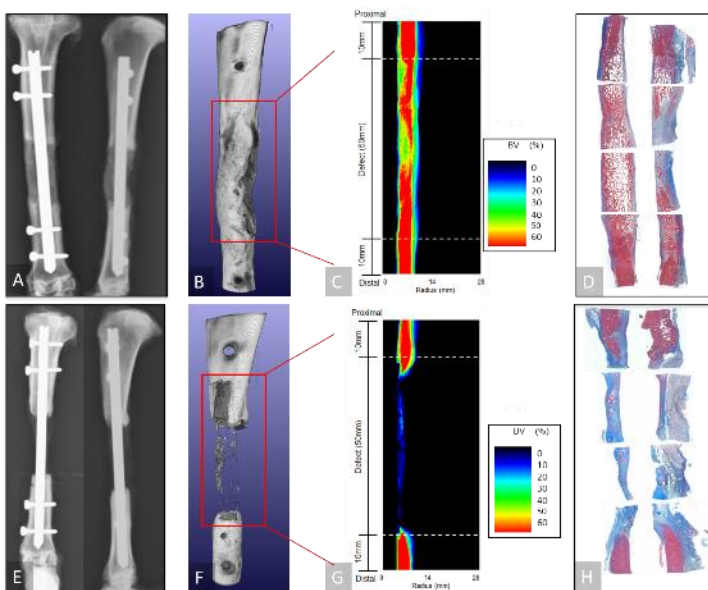 A
B
C
Proximal
10mm
Defect (50mm)
10mm
Distal
0
14
28
Radius (mm)
BV (%)
0
10
20
30
40
50
60
D
E
F
G
Proximal
10mm
Defect (50mm)
10mm
Distal
0
14
28
Radius (mm)
BV (%)
0
10
20
30
40
50
60
H